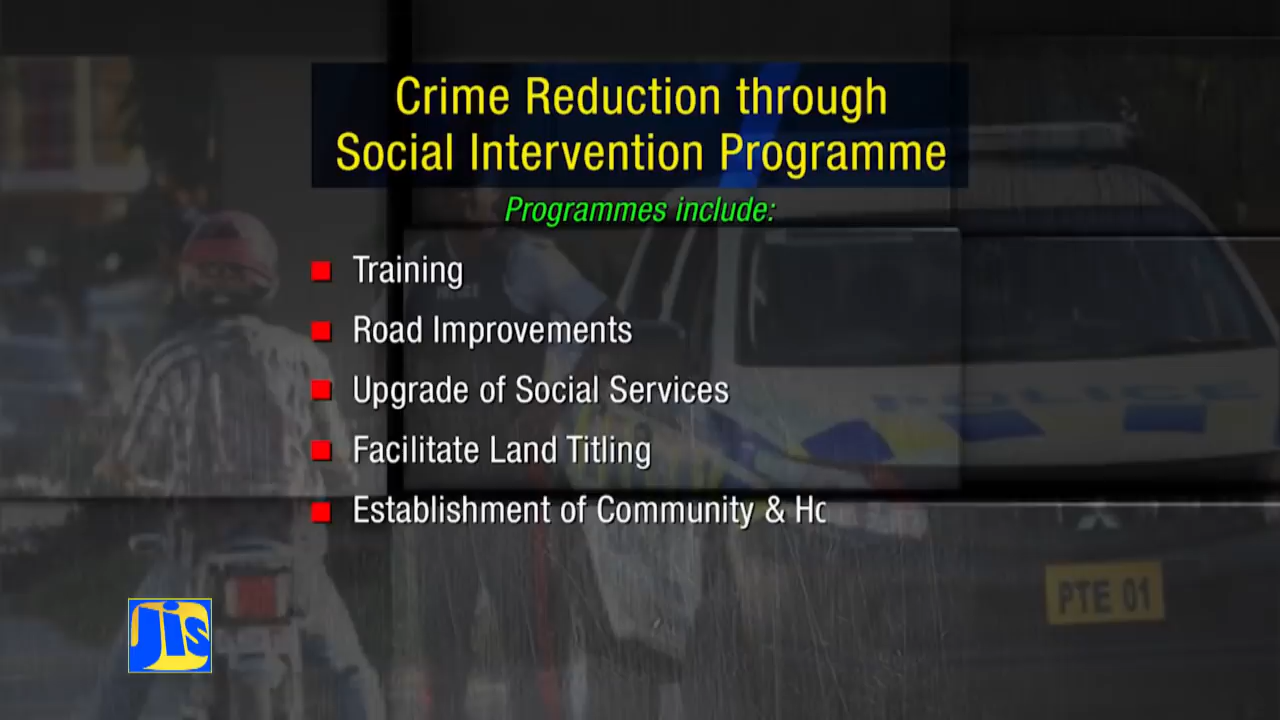 Crime Reduction through
Social Intervention Programme
Programmes include:
Training
Road Improvements
Upgrade of Social Services
Facilitate Land Titling
Establishment of Community &
POLICE
PTE 01
JIS